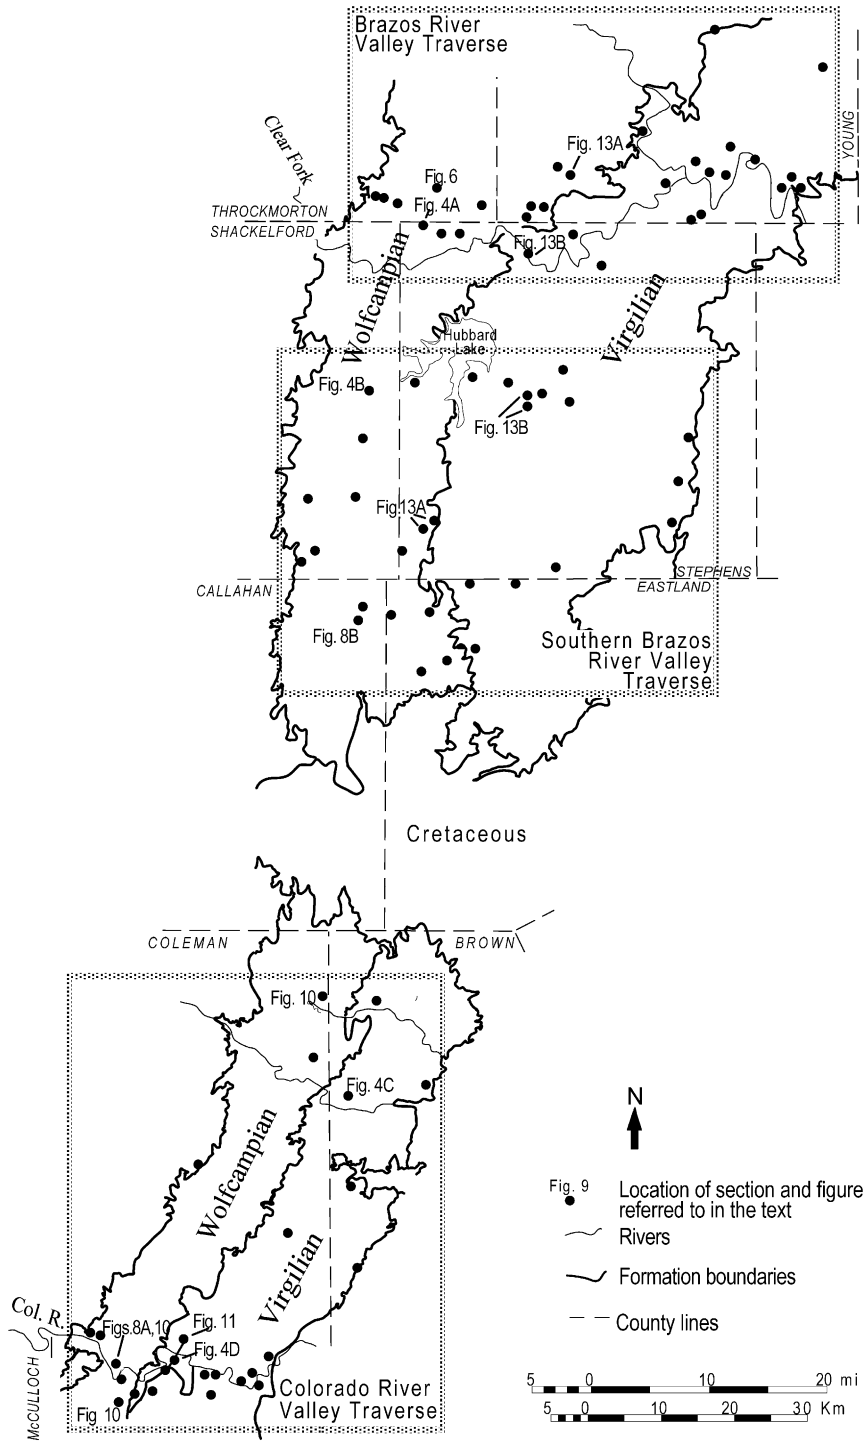 Brazos River
Valley Traverse
YOUNG
Clear Fork
Fig. 13A
Fig. 6
Fig. 4A
THROCKMORTON
SHACKELFORD
Fig. 13B
Wolfcampian
Virgilian
Hubbard
Lake
Fig. 4B
Fig. 13B
Fig. 13A
STEPHENS
EASTLAND
CALLAHAN
Fig. 8B
Southern Brazos
River Valley
Traverse
Cretaceous
COLEMAN
BROWN
Fig. 10
Fig. 4C
Wolfcampian
Virgilian
Col. R.
Figs.8A,10
Fig. 11
Fig. 4D
McCULLOCH
Fig 10
Colorado River
Valley Traverse
N
Fig. 9
Location of section and figure
referred to in the text
Rivers
Formation boundaries
County lines
5 0 10 20 mi
5 0 10 20 30 Km